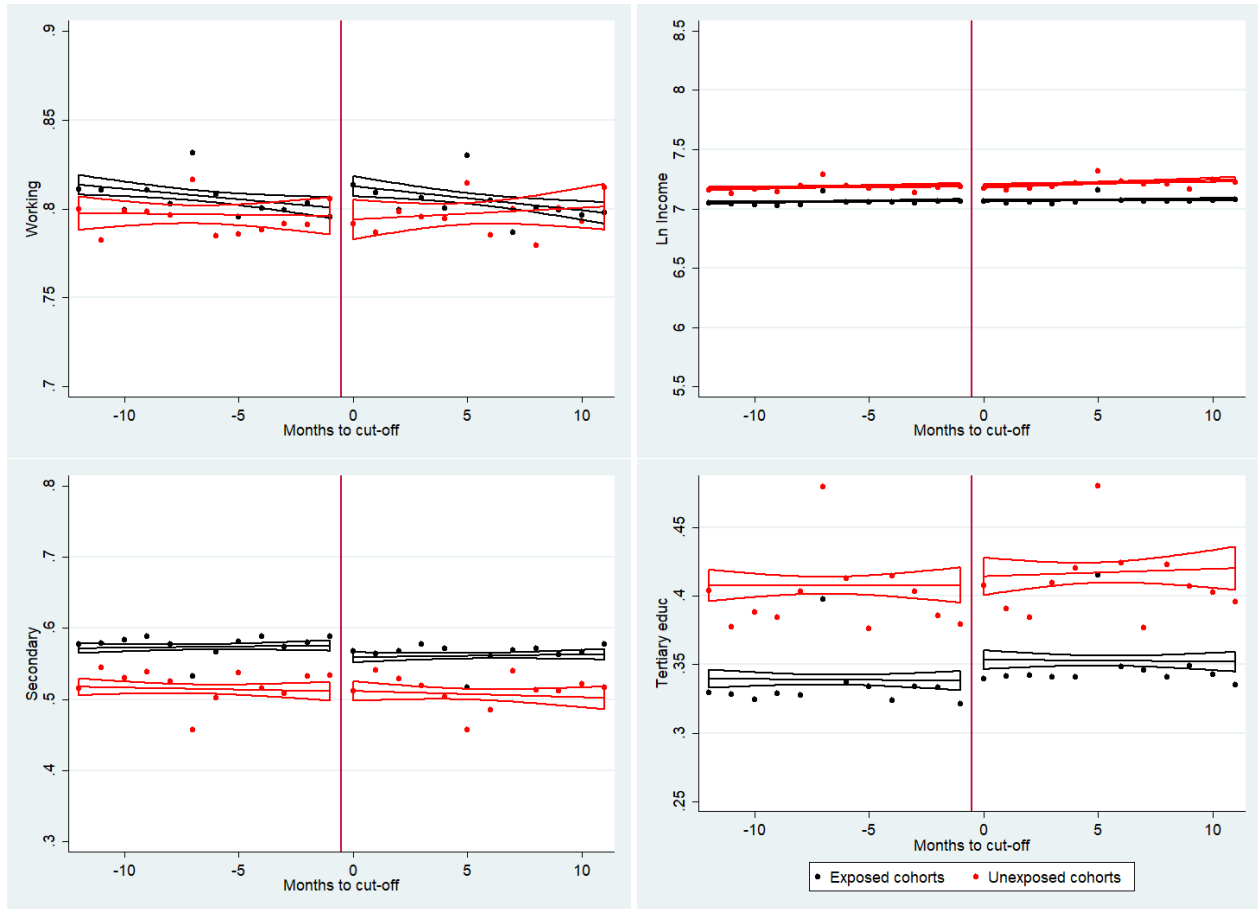 Working
.7 .75 .8 .85 .9
-10 -5 0 5 10
Months to cut-off
Ln Income
5.5 6 6.5 7 7.5 8 8.5
-10 -5 0 5 10
Months to cut-off
Secondary
.3 .4 .5 .6 .7 .8
-10 -5 0 5 10
Months to cut-off
Tertiary educ
.25 .3 .35 .4 .45
-10 -5 0 5 10
Months to cut-off
Exposed cohorts Unexposed cohorts